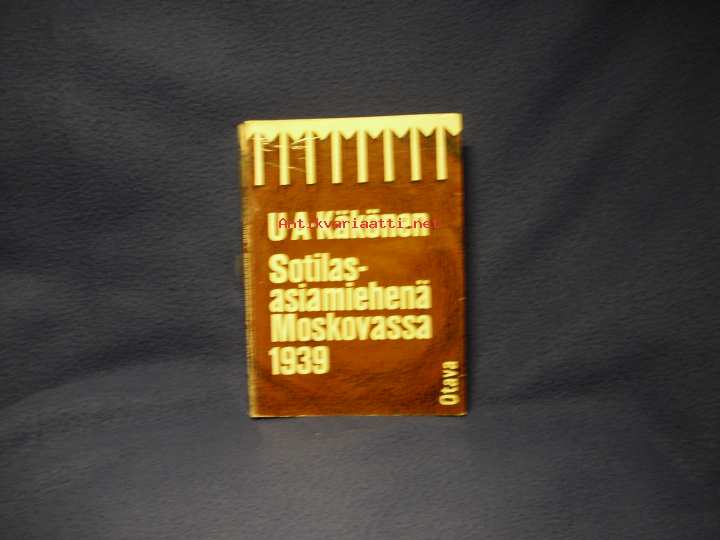 U A Käkönen
Antikvariaatti.net
Sotilas-
asiamiehenä
Moskovassa
1939
Otava